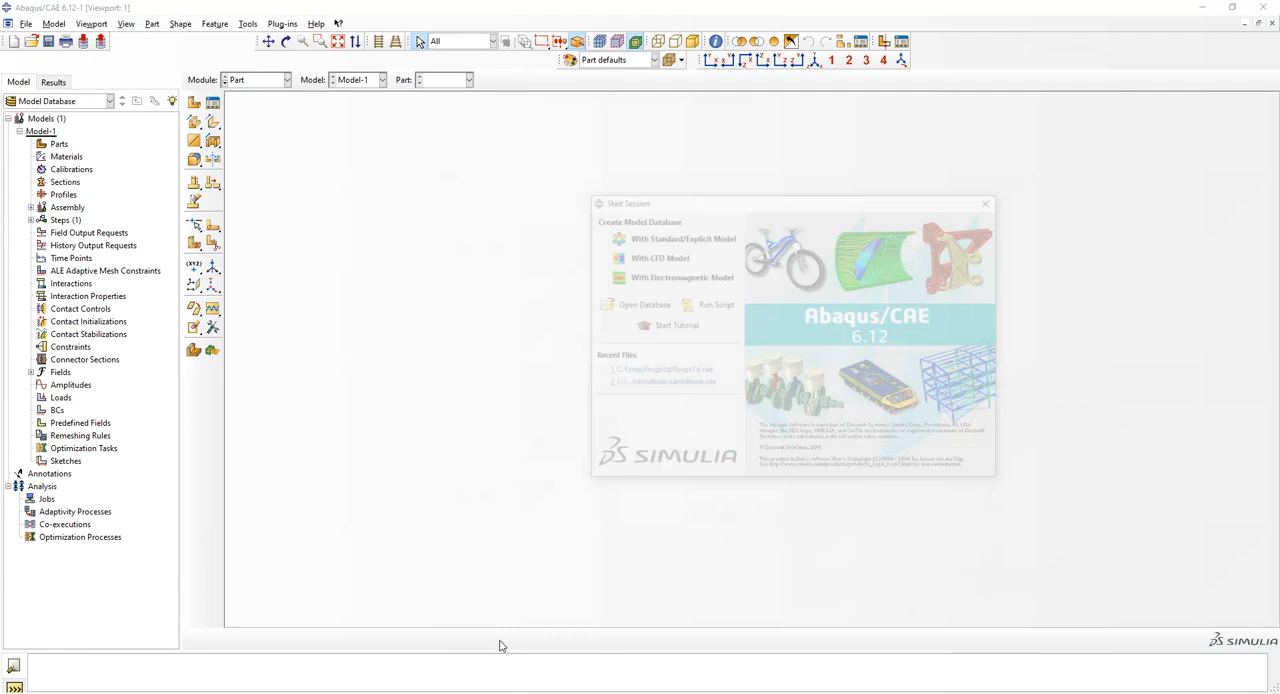 Abaqus/CAE 6.12-1 [Viewport: 1]
File Model Viewport View Part Shape Feature Tools Plug-ins Help
All
Part defaults
1 2 3 4
Model Results
Module: Part Model: Model-1 Part:
Model Database
Models (1)
Model-1
Parts
Materials
Calibrations
Sections
Profiles
Assembly
Steps (1)
Field Output Requests
History Output Requests
Time Points
ALE Adaptive Mesh Constraints
Interactions
Interaction Properties
Contact Controls
Contact Initializations
Contact Stabilizations
Constraints
Connector Sections
Fields
Amplitudes
Loads
BCs
Predefined Fields
Remeshing Rules
Optimization Tasks
Sketches
Annotations
Analysis
Jobs
Adaptivity Processes
Co-executions
Optimization Processes
Start Session
Create Model Database
With Standard/Explicit Model
With CFD Model
With Electromagnetic Model
Open Database Run Script
Start Tutorial
Recent Files
1 C:/temp/forge2d/forge2d.cae
SIMULIA
Abaqus/CAE
6.12
SIMULIA